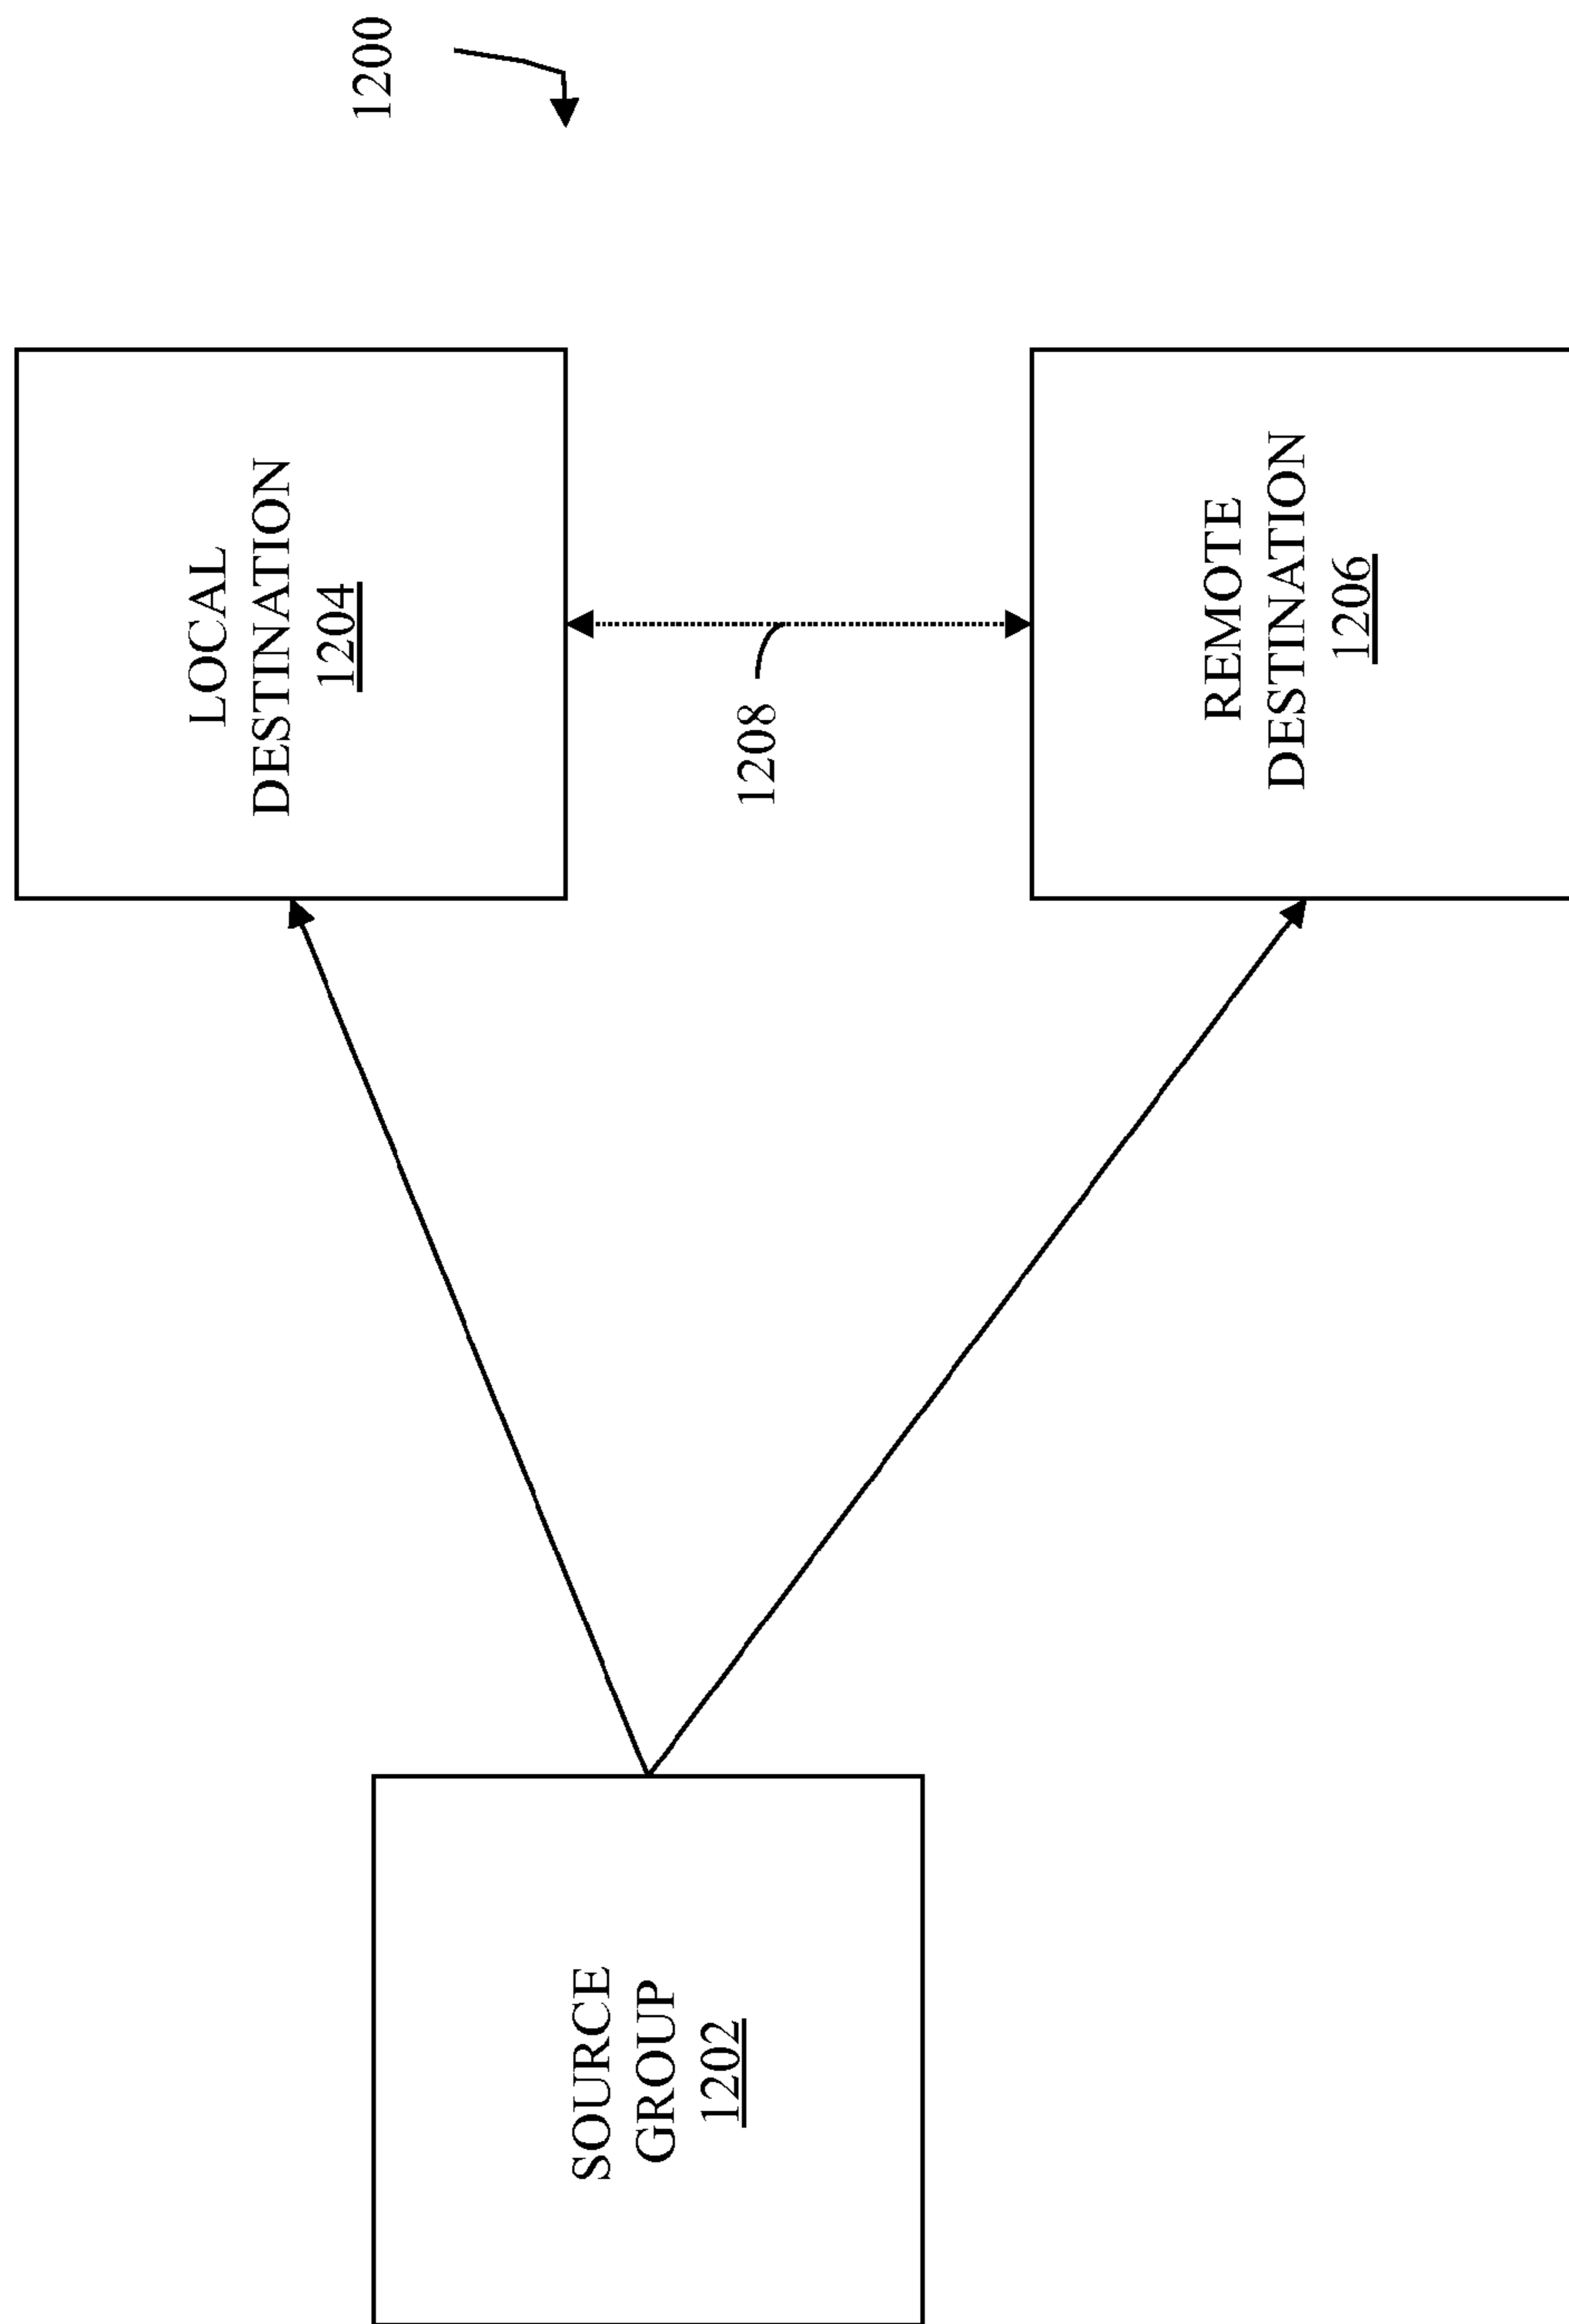 1200
LOCAL
DESTINATION
1204
1208
REMOTE
DESTINATION
1206
SOURCE
GROUP
1202